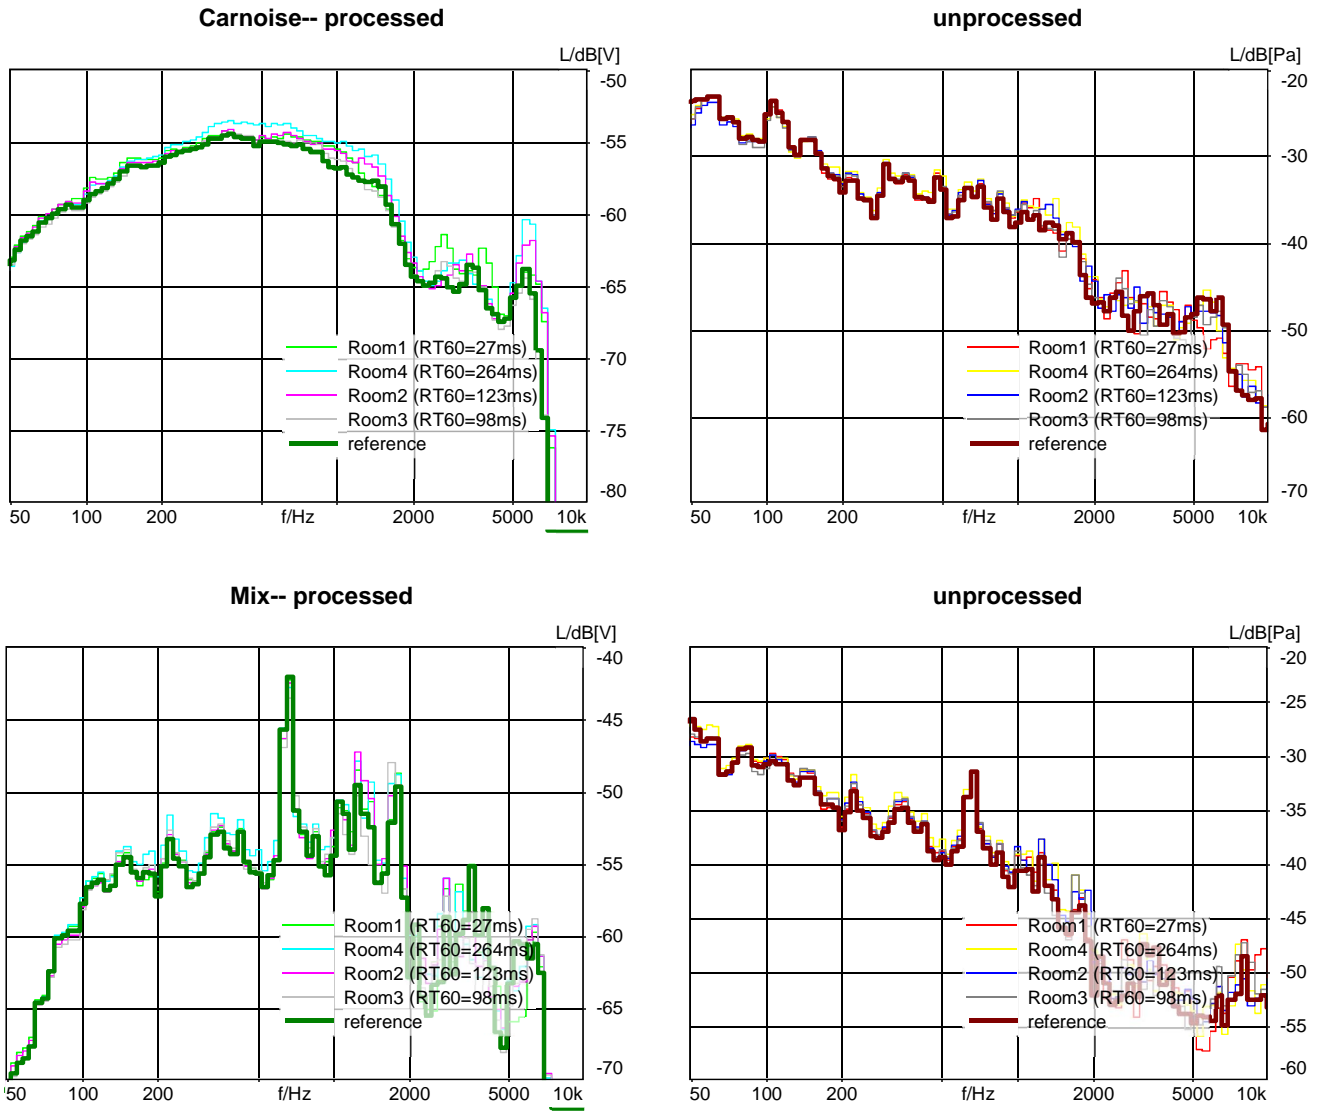 Carnoise-- processed
unprocessed
L/dB[V]
L/dB[Pa]
-50
-20
-55
-30
-60
-40
-65
-50
Room1 (RT60=27ms)
Room1 (RT60=27ms)
-70
Room4 (RT60=264ms)
Room4 (RT60=264ms)
Room2 (RT60=123ms)
Room2 (RT60=123ms)
Room3 (RT60=98ms)
Room3 (RT60=98ms)
-60
-75
reference
reference
-80
-70
50 100 200 f/Hz 2000 5000 10k
50 100 200 f/Hz 2000 5000 10k
Mix-- processed
unprocessed
L/dB[V]
L/dB[Pa]
-40
-20
-25
-45
-30
-50
-35
-55
-40
Room1 (RT60=27ms)
Room1 (RT60=27ms)
-45
-60
Room4 (RT60=264ms)
Room4 (RT60=264ms)
Room2 (RT60=123ms)
Room2 (RT60=123ms)
-50
Room3 (RT60=98ms)
Room3 (RT60=98ms)
-65
reference
reference
-55
-70
-60
50 100 200 f/Hz 2000 5000 10k
50 100 200 f/Hz 2000 5000 10k